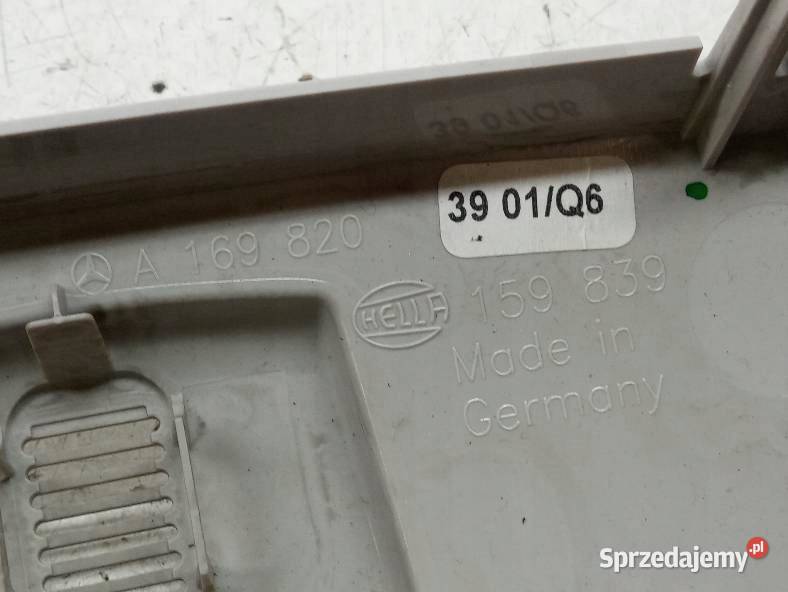 39 01/Q6
A 169 820
HELLA 159 839
Made in
Germany
Sprzedajemy.pl